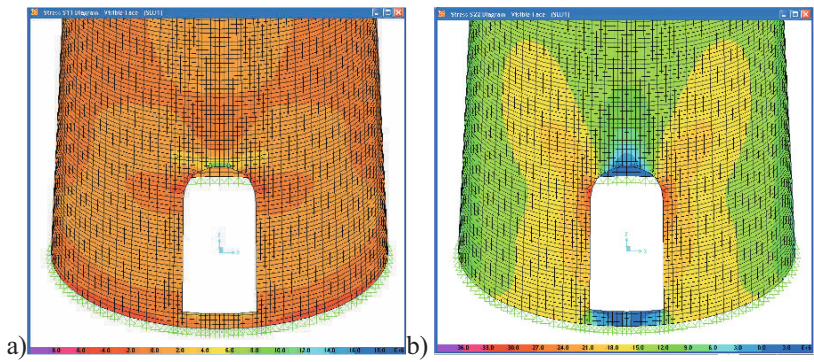 Stress S11 Diagram - Visible Face (SLU1)
Stress S22 Diagram - Visible Face (SLU1)
Z
X
Z
X
a)
b)
8.0 6.0 4.0 2.0 0.0 2.0 4.0 6.0 8.0 10.0 12.0 14.0 16.0 18.0 E+6
36.0 33.0 30.0 27.0 24.0 21.0 18.0 15.0 12.0 9.0 6.0 3.0 0.0 3.0 E+6